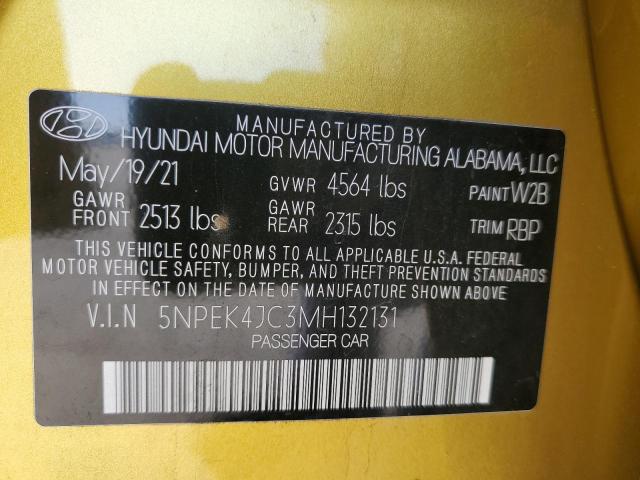 MANUFACTURED BY
HYUNDAI MOTOR MANUFACTURING ALABAMA, LLC
May/19/21 GVWR 4564 lbs PAINT W2B
GAWR FRONT 2513 lbs GAWR REAR 2315 lbs TRIM RBP
THIS VEHICLE CONFORMS TO ALL APPLICABLE U.S.A. FEDERAL
MOTOR VEHICLE SAFETY, BUMPER, AND THEFT PREVENTION STANDARDS
IN EFFECT ON THE DATE OF MANUFACTURE SHOWN ABOVE
V.I.N 5NPEK4JC3MH132131
PASSENGER CAR